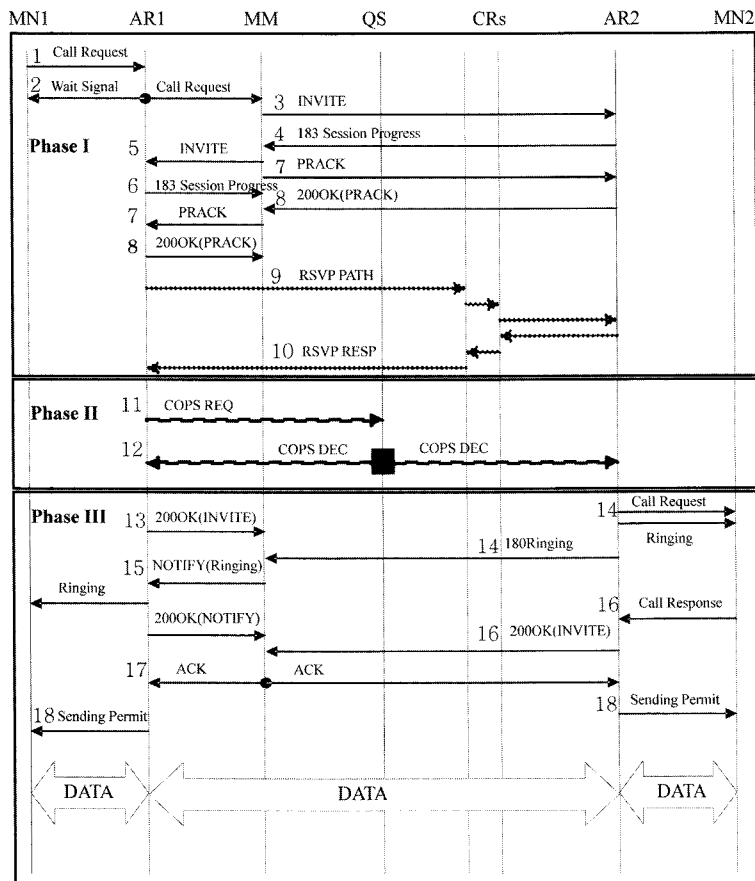 MN1 AR1 MM QS CRs AR2 MN2
1 Call Request
2 Wait Signal Call Request
3 INVITE
4 183 Session Progress
Phase I 5 INVITE
7 PRACK
6 183 Session Progress
8 200OK(PRACK)
7 PRACK
8 200OK(PRACK)
9 RSVP PATH
10 RSVP RESP
Phase II 11 COPS REQ
12 COPS DEC COPS DEC
Phase III
13 200OK(INVITE) 14 Call Request
Ringing
14 180Ringing
15 NOTIFY(Ringing)
Ringing
16 Call Response
200OK(NOTIFY)
16 200OK(INVITE)
17 ACK ACK
18 Sending Permit 18 Sending Permit
DATA DATA DATA